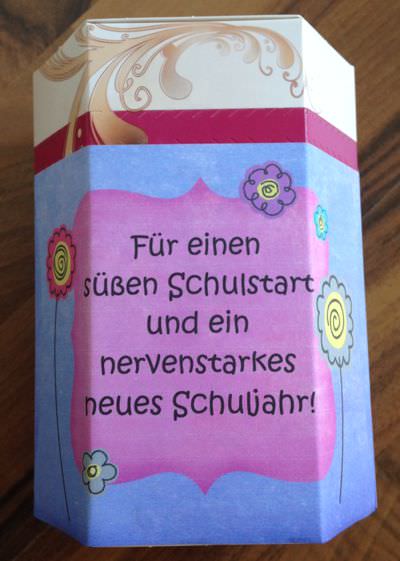 Für einen
süßen Schulstart
und ein
nervenstarkes
neues Schuljahr!